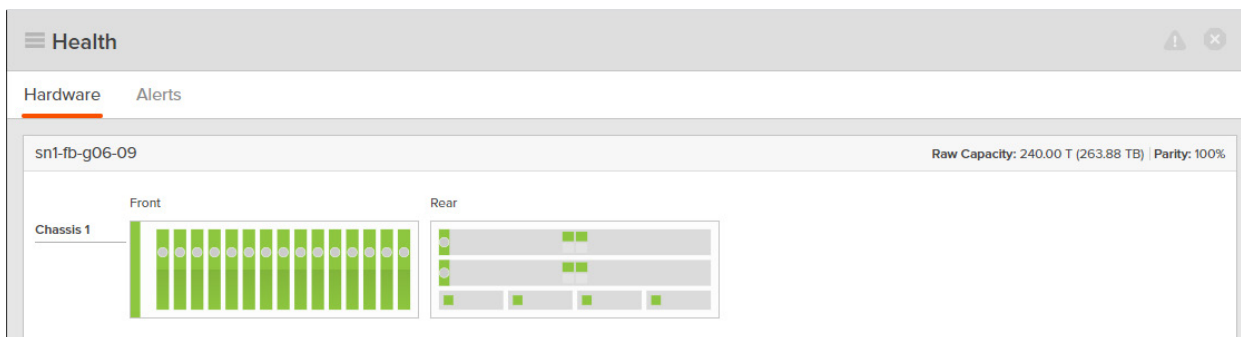 Health
Hardware Alerts
sn1-fb-g06-09 Raw Capacity: 240.00 T (263.88 TB) Parity: 100%
Front Rear
Chassis 1